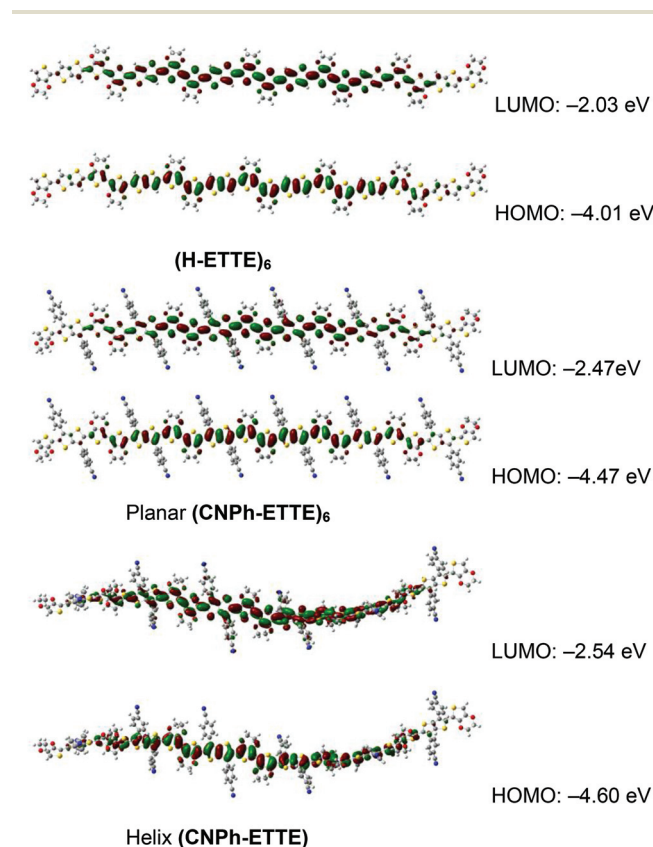 LUMO: –2.03 eV
HOMO: –4.01 eV
(H-ETTE)₆
LUMO: –2.47eV
HOMO: –4.47 eV
Planar (CNPh-ETTE)₆
LUMO: –2.54 eV
HOMO: –4.60 eV
Helix (CNPh-ETTE)